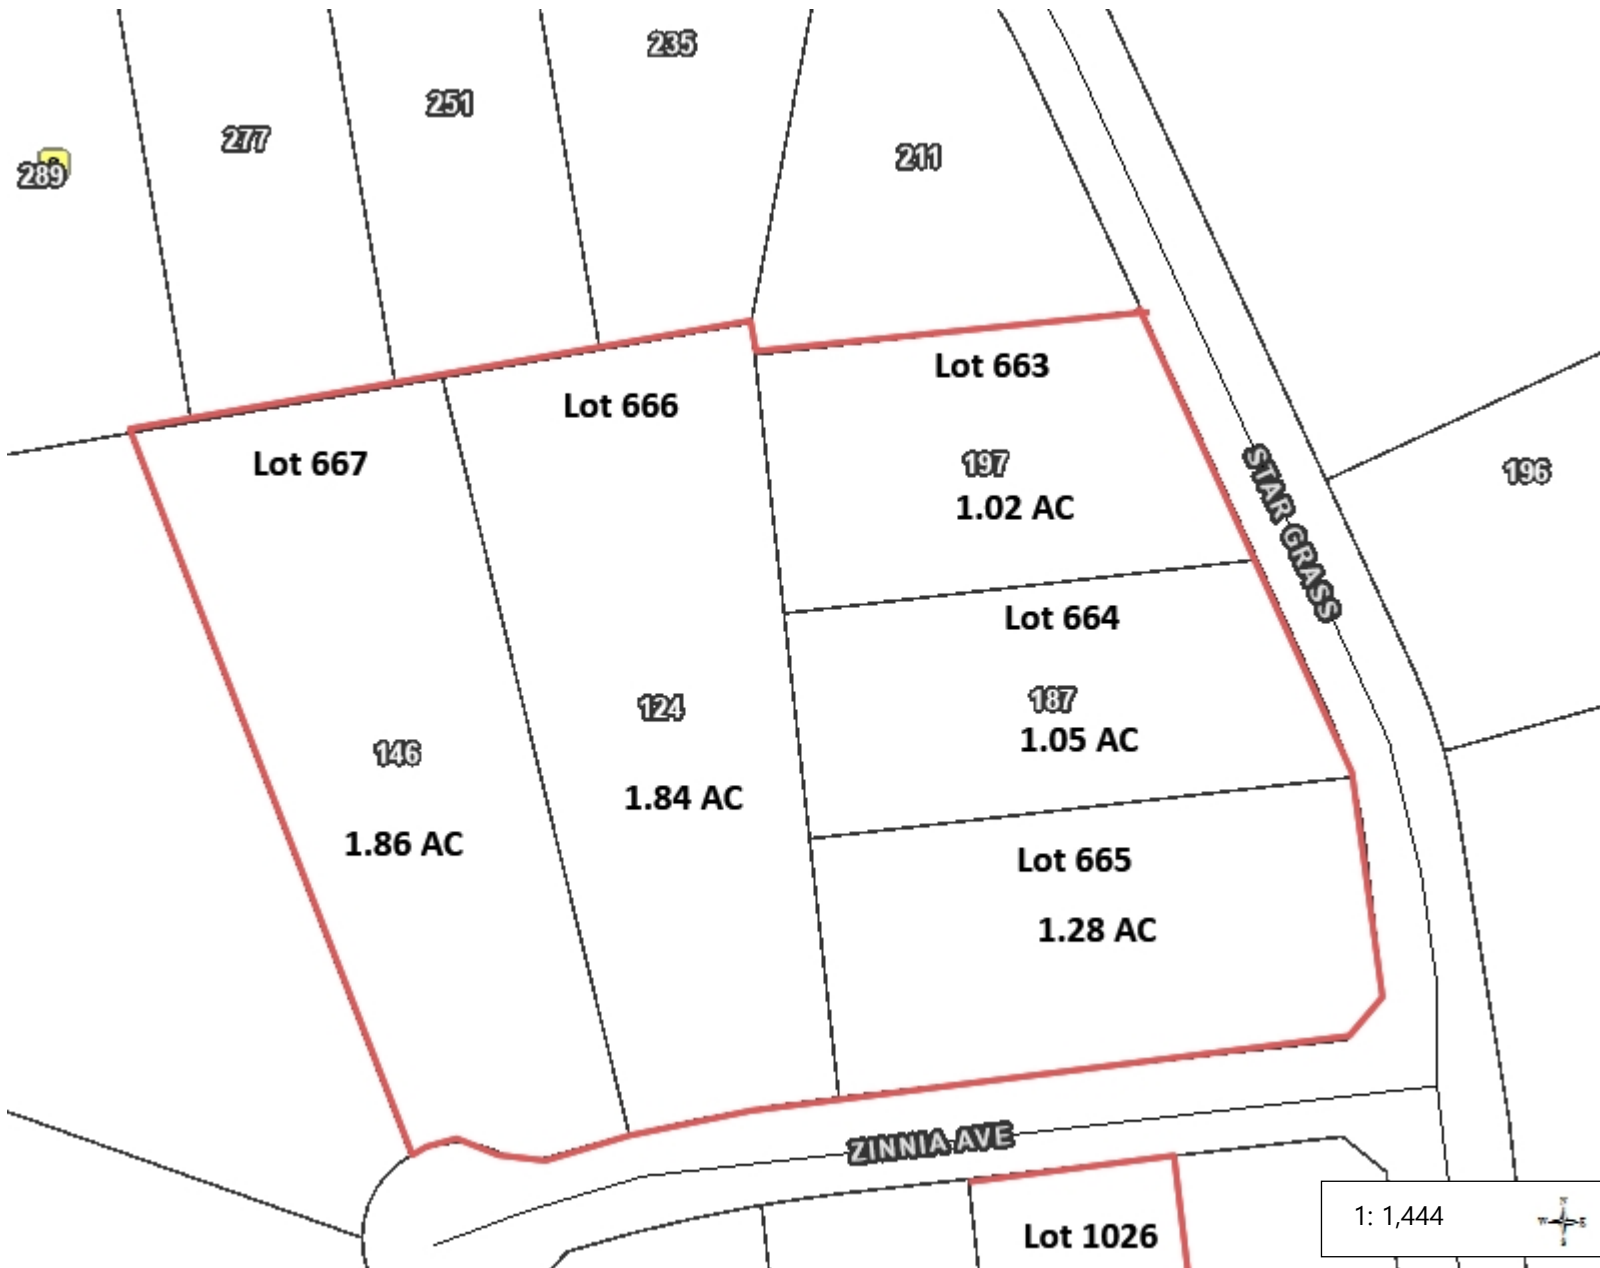 235
251
277
211
289
Lot 663
Lot 666
Lot 667
197
196
1.02 AC
STAR GRASS
Lot 664
187
124
1.05 AC
146
1.84 AC
1.86 AC
Lot 665
1.28 AC
ZINNIA AVE
Lot 1026
1: 1,444
N
W E
S